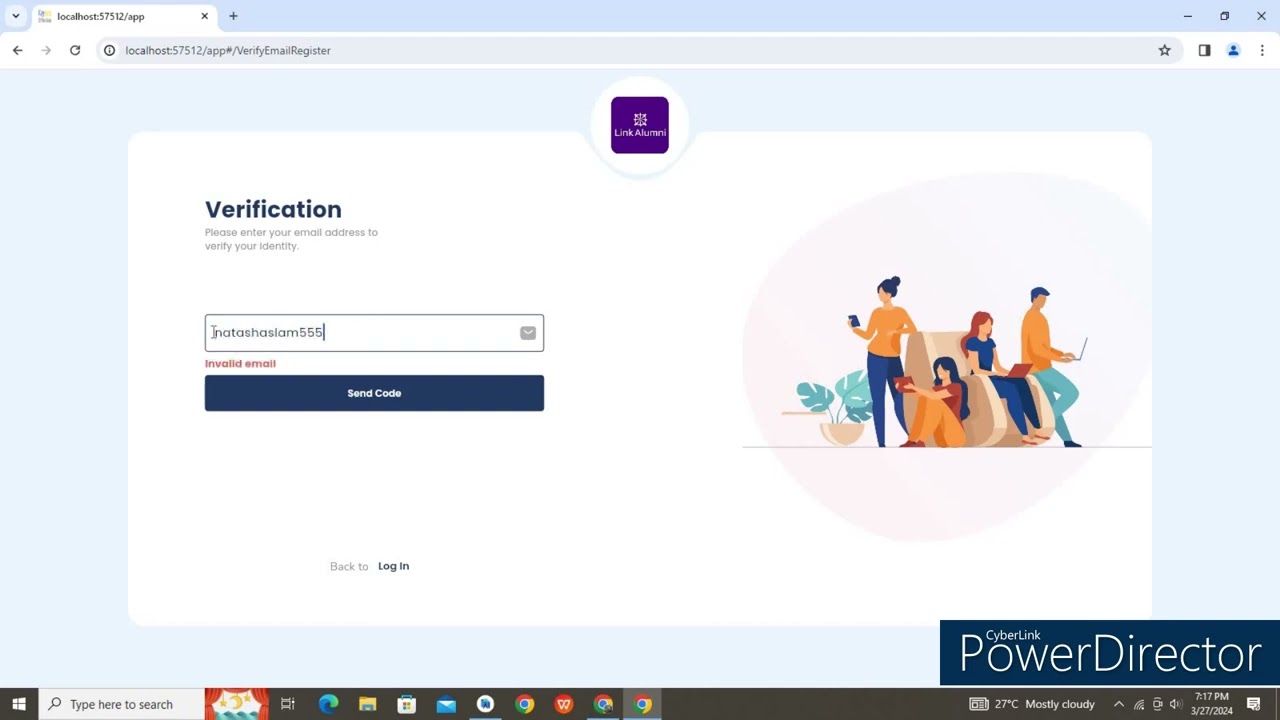 localhost:57512/app
localhost:57512/app#/VerifyEmailRegister
Link Alumni
Verification
Please enter your email address to
verify your identity.
natashaslam555
Invalid email
Send Code
Back to Log In
CyberLink
PowerDirector
Type here to search
27°C Mostly cloudy
7:17 PM
3/27/2024